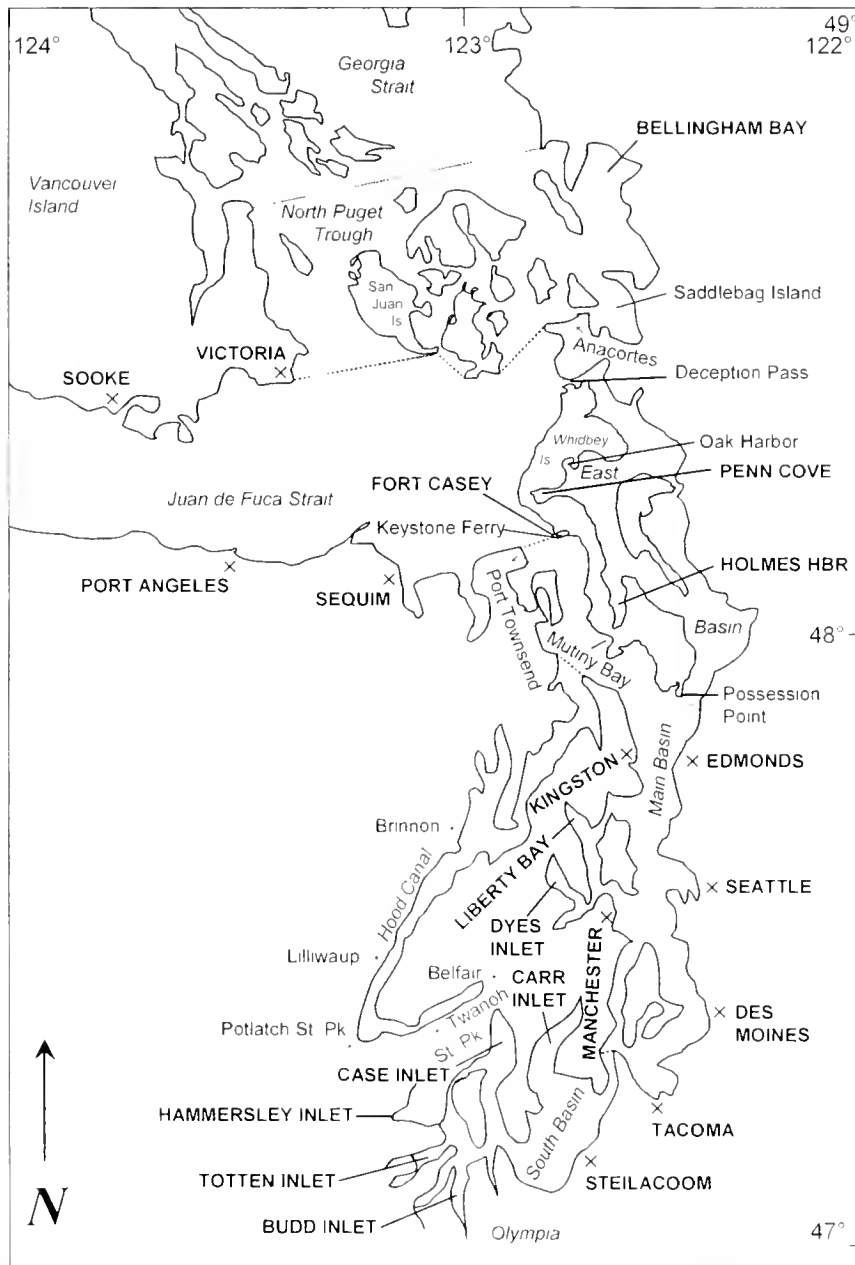 49°
124°
123°
122°
Georgia
Strait
BELLINGHAM BAY
Vancouver
Island
North Puget
Trough
San
Juan
Is
Saddlebag Island
Anacortes
VICTORIA
SOOKE
Deception Pass
Whidbey
Is
Oak Harbor
East
PENN COVE
FORT CASEY
Juan de Fuca Strait
Keystone Ferry
PORT ANGELES
SEQUIM
Port Townsend
HOLMES HBR
Basin
48°
Mutiny Bay
Possession
Point
Main Basin
KINGSTON
EDMONDS
Brinnon
Hood Canal
LIBERTY BAY
SEATTLE
DYES
INLET
Lilliwaup
Belfair
CARR
INLET
MANCHESTER
Twanoh
St Pk
DES
MOINES
Potlatch St Pk
CASE INLET
HAMMERSLEY INLET
South Basin
TACOMA
TOTTEN INLET
STEILACOOM
N
BUDD INLET
Olympia
47°